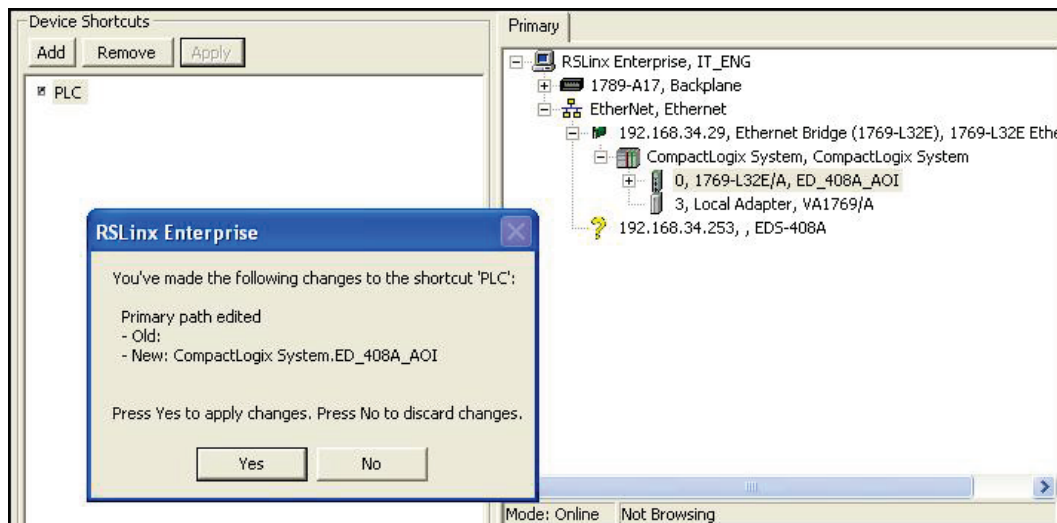 Device Shortcuts
Add Remove Apply
PLC
Primary
RSLinx Enterprise, IT_ENG
1789-A17, Backplane
EtherNet, Ethernet
192.168.34.29, Ethernet Bridge (1769-L32E), 1769-L32E Ethe
CompactLogix System, CompactLogix System
0, 1769-L32E/A, ED_408A_AOI
3, Local Adapter, VA1769/A
192.168.34.253, , EDS-408A
RSLinx Enterprise
You've made the following changes to the shortcut 'PLC':
Primary path edited
- Old:
- New: CompactLogix System.ED_408A_AOI
Press Yes to apply changes. Press No to discard changes.
Yes No
Mode: Online Not Browsing